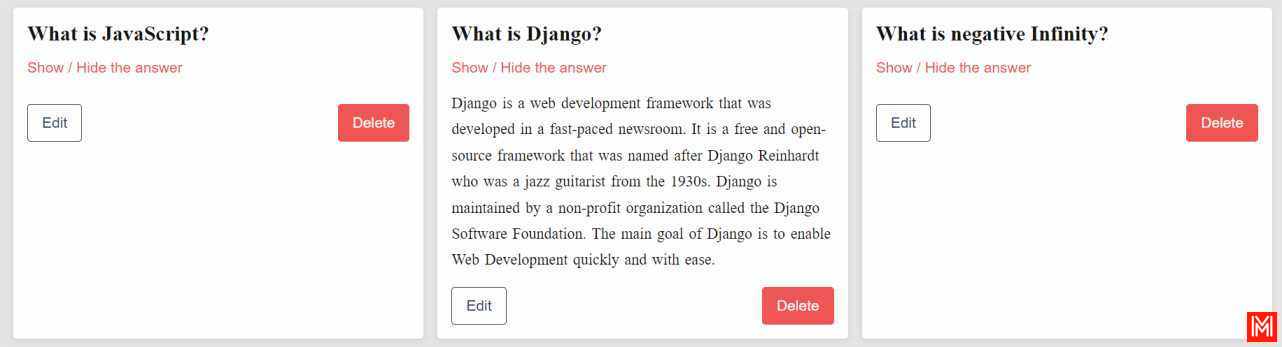 What is JavaScript?
Show / Hide the answer
Edit
Delete
What is Django?
Show / Hide the answer
Django is a web development framework that was
developed in a fast-paced newsroom. It is a free and open-
source framework that was named after Django Reinhardt
who was a jazz guitarist from the 1930s. Django is
maintained by a non-profit organization called the Django
Software Foundation. The main goal of Django is to enable
Web Development quickly and with ease.
Edit
Delete
What is negative Infinity?
Show / Hide the answer
Edit
Delete
M